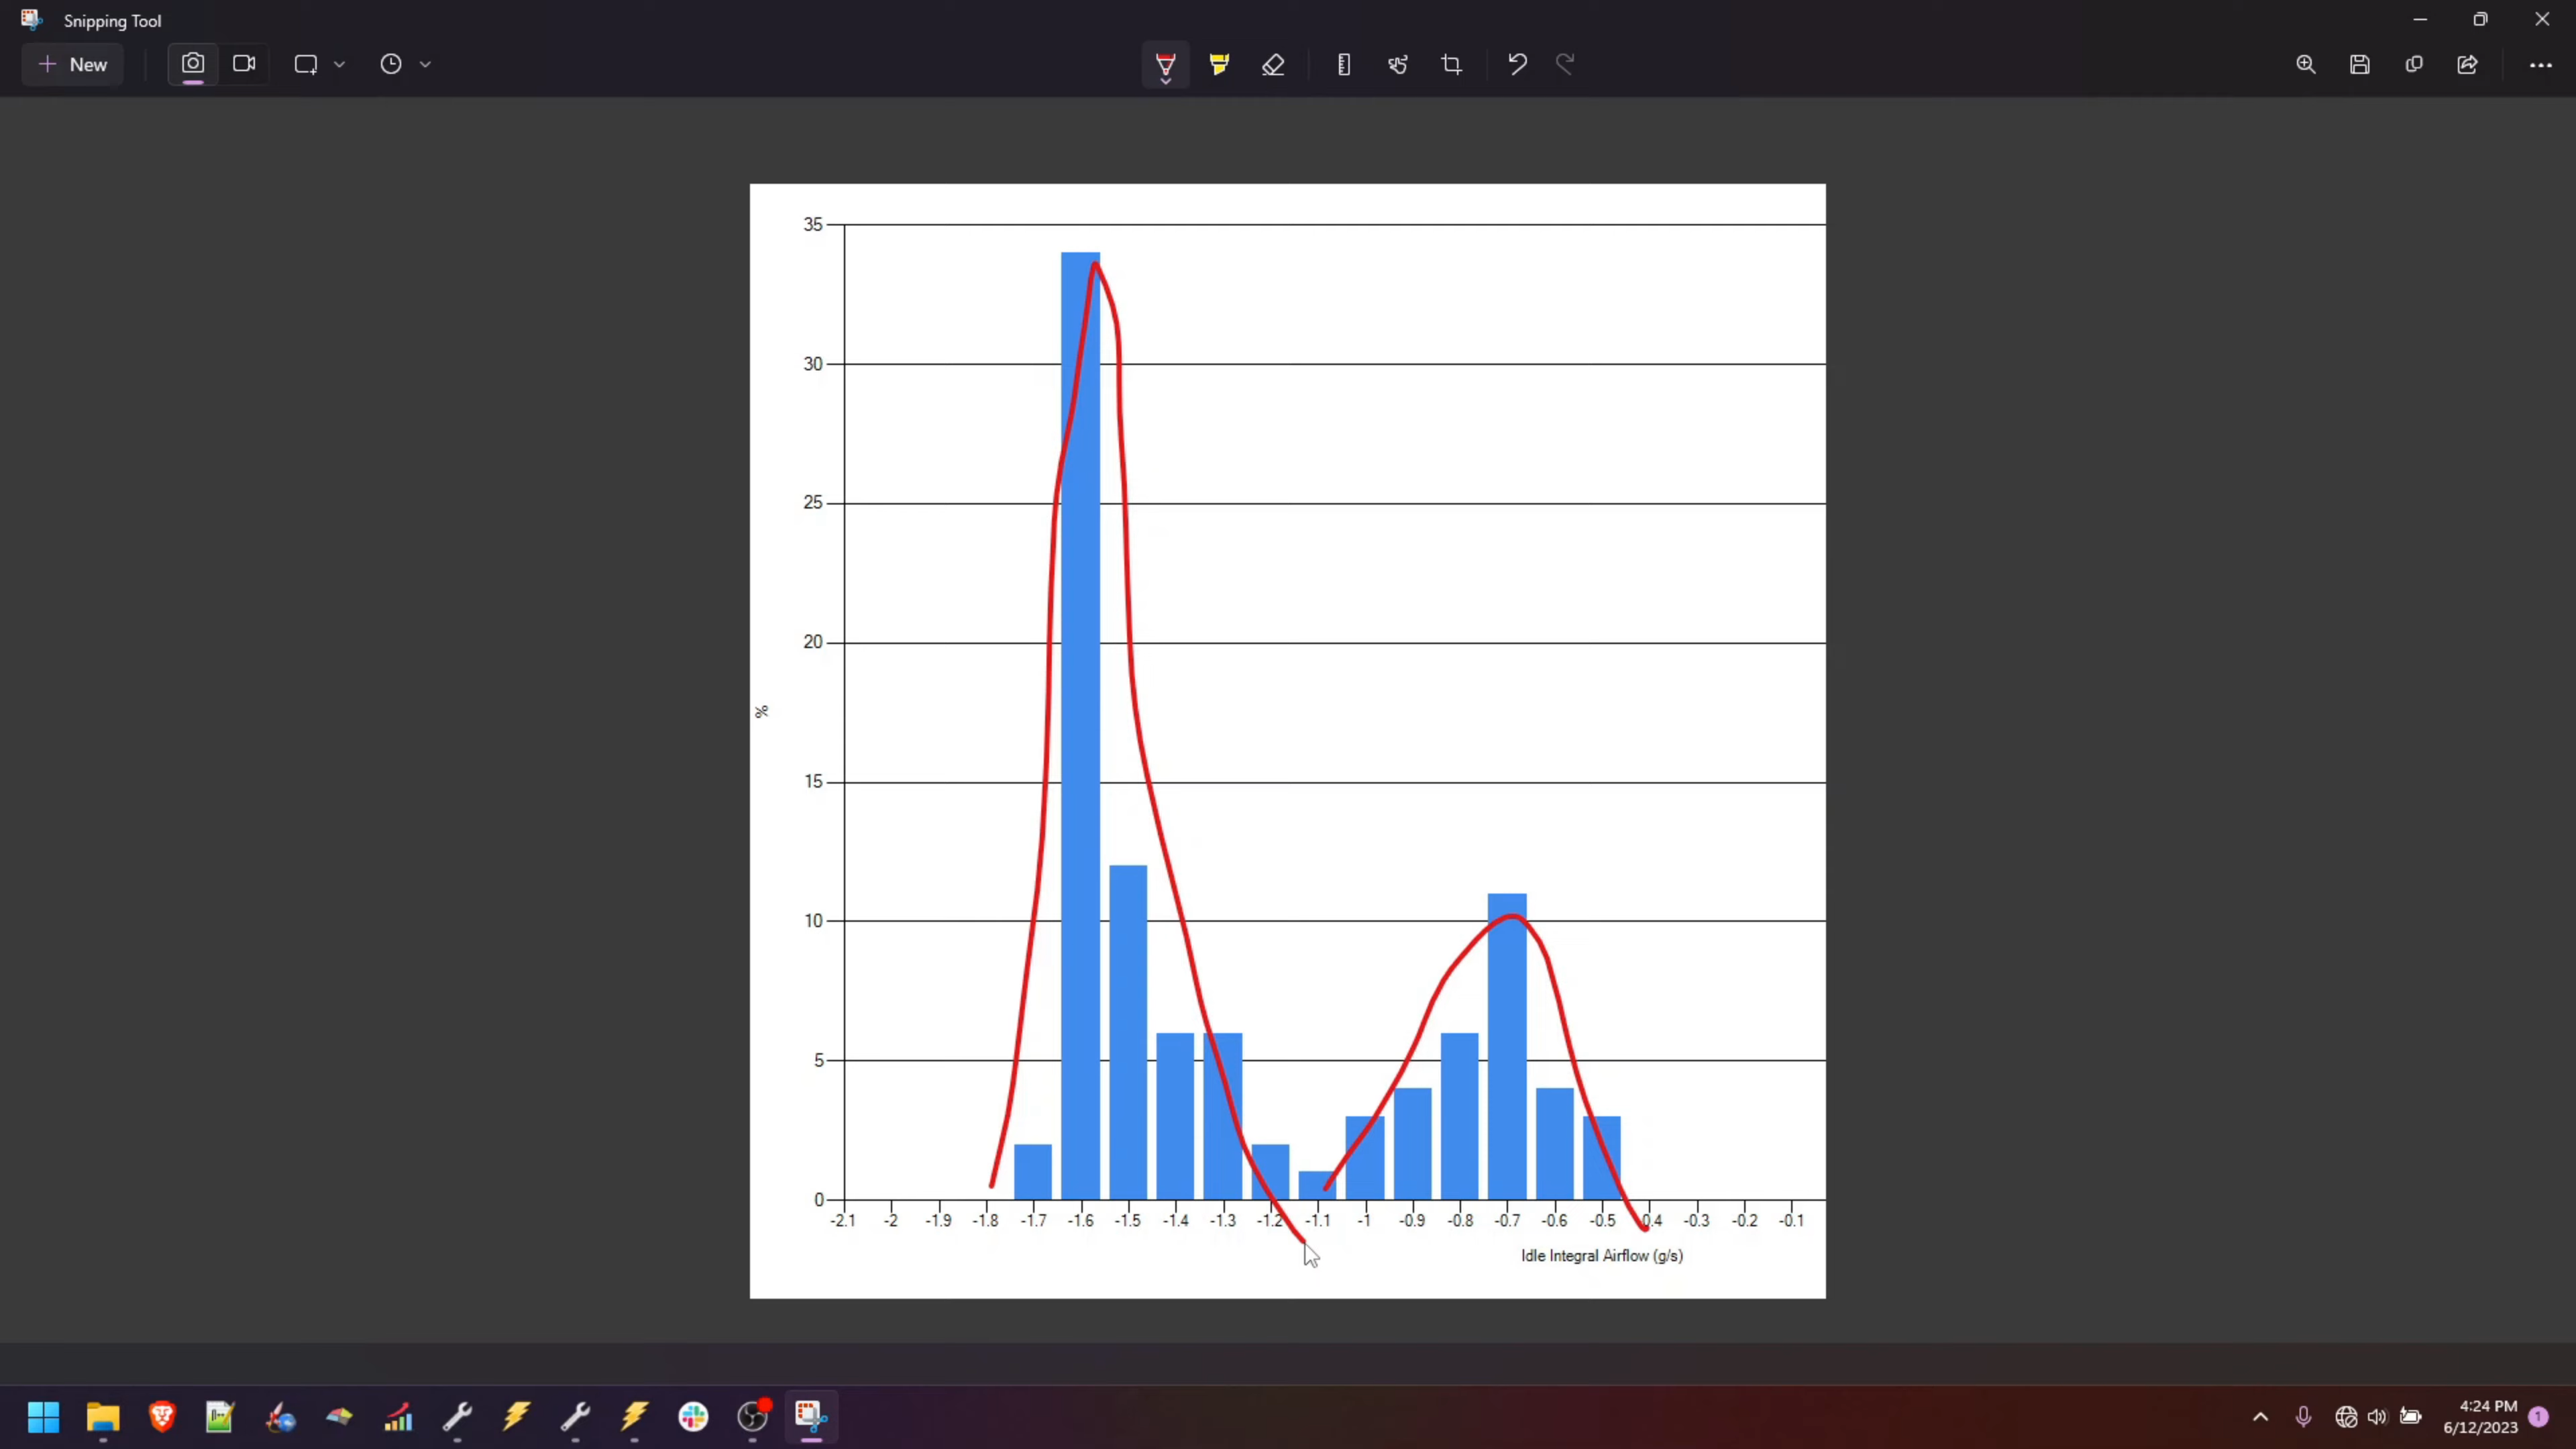 Snipping Tool
New
35
30
25
20
15
10
5
0
%
-2.1 -2 -1.9 -1.8 -1.7 -1.6 -1.5 -1.4 -1.3 -1.2 -1.1 -1 -0.9 -0.8 -0.7 -0.6 -0.5 -0.4 -0.3 -0.2 -0.1
Idle Integral Airflow (g/s)
4:24 PM
6/12/2023
1